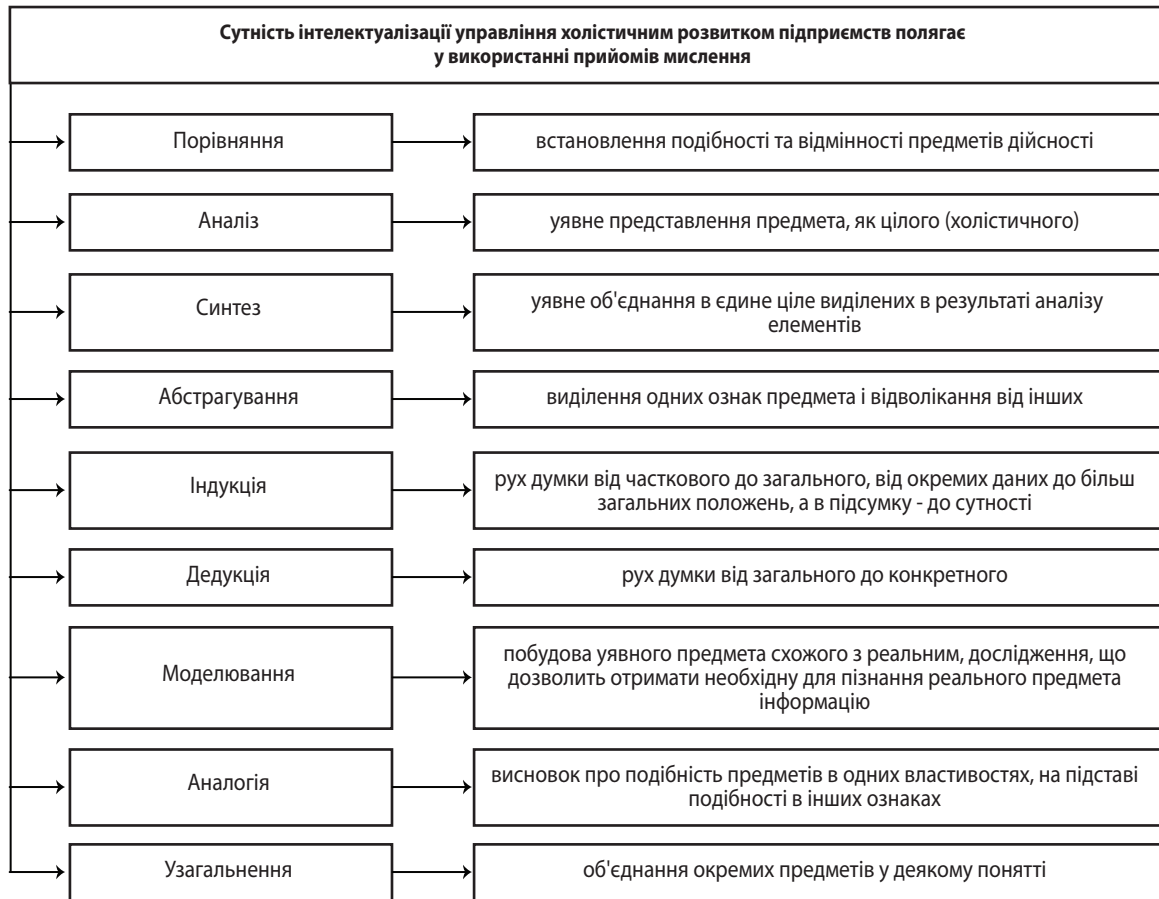 Сутність інтелектуалізації управління холістичним розвитком підприємств полягає
у використанні прийомів мислення
Порівняння
встановлення подібності та відмінності предметів дійсності
Аналіз
уявне представлення предмета, як цілого (холістичного)
Синтез
уявне об'єднання в єдине ціле виділених в результаті аналізу
елементів
Абстрагування
виділення одних ознак предмета і відволікання від інших
Індукція
рух думки від часткового до загального, від окремих даних до більш
загальних положень, а в підсумку - до сутності
Дедукція
рух думки від загального до конкретного
Моделювання
побудова уявного предмета схожого з реальним, дослідження, що
дозволить отримати необхідну для пізнання реального предмета
інформацію
Аналогія
висновок про подібність предметів в одних властивостях, на підставі
подібності в інших ознаках
Узагальнення
об'єднання окремих предметів у деякому понятті